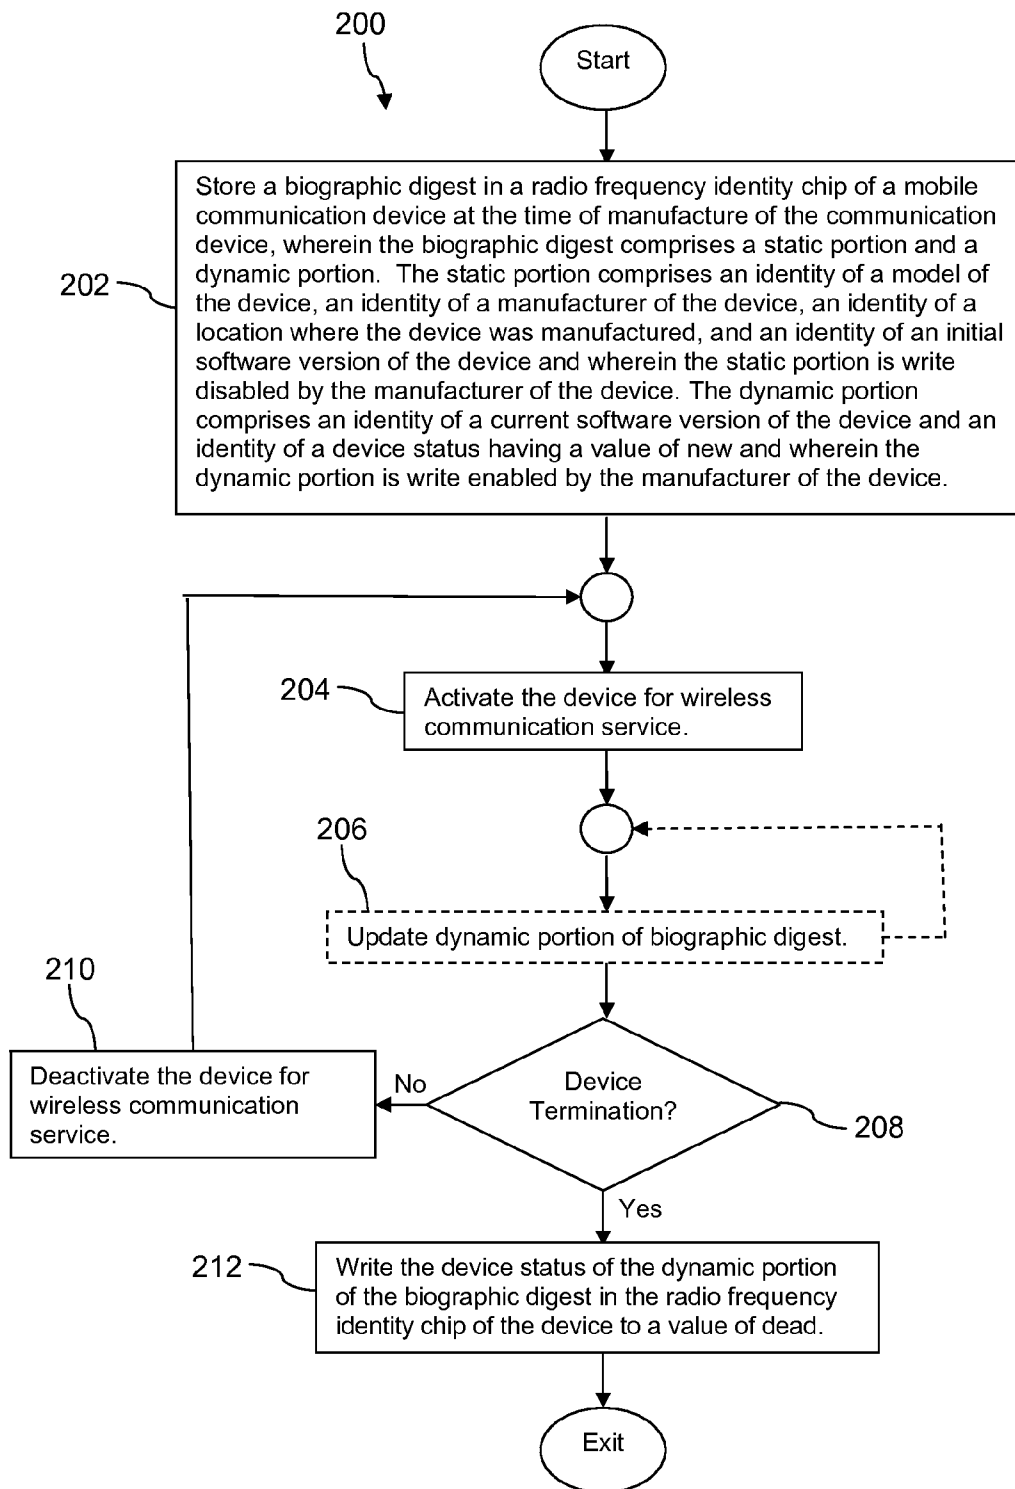 200
Start
202
Store a biographic digest in a radio frequency identity chip of a mobile
communication device at the time of manufacture of the communication
device, wherein the biographic digest comprises a static portion and a
dynamic portion.  The static portion comprises an identity of a model of
the device, an identity of a manufacturer of the device, an identity of a
location where the device was manufactured, and an identity of an initial
software version of the device and wherein the static portion is write
disabled by the manufacturer of the device. The dynamic portion
comprises an identity of a current software version of the device and an
identity of a device status having a value of new and wherein the
dynamic portion is write enabled by the manufacturer of the device.
204
Activate the device for wireless
communication service.
206
Update dynamic portion of biographic digest.
210
Deactivate the device for
wireless communication
service.
No
Device
Termination?
208
Yes
212
Write the device status of the dynamic portion
of the biographic digest in the radio frequency
identity chip of the device to a value of dead.
Exit